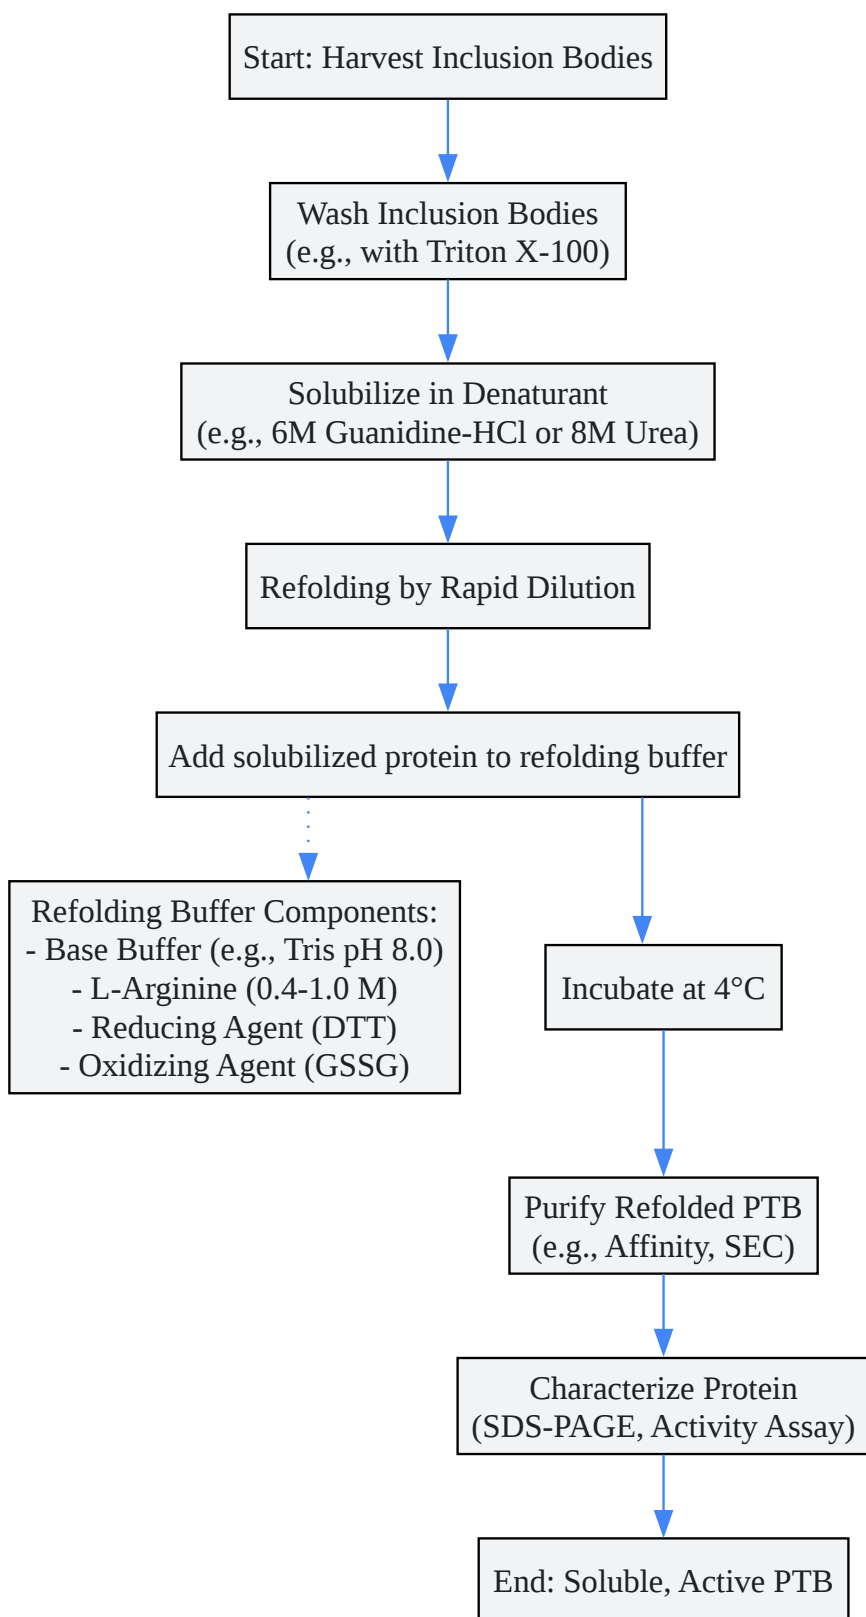 Start: Harvest Inclusion Bodies
Wash Inclusion Bodies
(e.g., with Triton X-100)
Solubilize in Denaturant
(e.g., 6M Guanidine-HCl or 8M Urea)
Refolding by Rapid Dilution
Add solubilized protein to refolding buffer
Refolding Buffer Components:
- Base Buffer (e.g., Tris pH 8.0)
- L-Arginine (0.4-1.0 M)
- Reducing Agent (DTT)
- Oxidizing Agent (GSSG)
Incubate at 4°C
Purify Refolded PTB
(e.g., Affinity, SEC)
Characterize Protein
(SDS-PAGE, Activity Assay)
End: Soluble, Active PTB